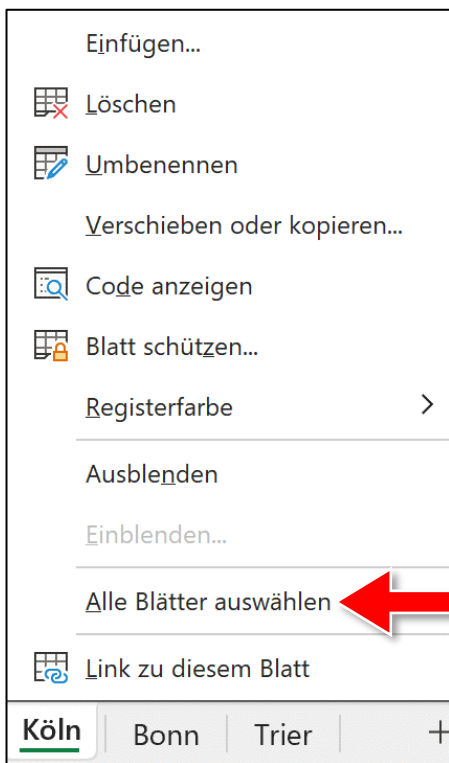 Einfügen...
Löschen
Umbenennen
Verschieben oder kopieren...
Code anzeigen
Blatt schützen...
Registerfarbe
Ausblenden
Einblenden...
Alle Blätter auswählen
Link zu diesem Blatt
Köln Bonn Trier +